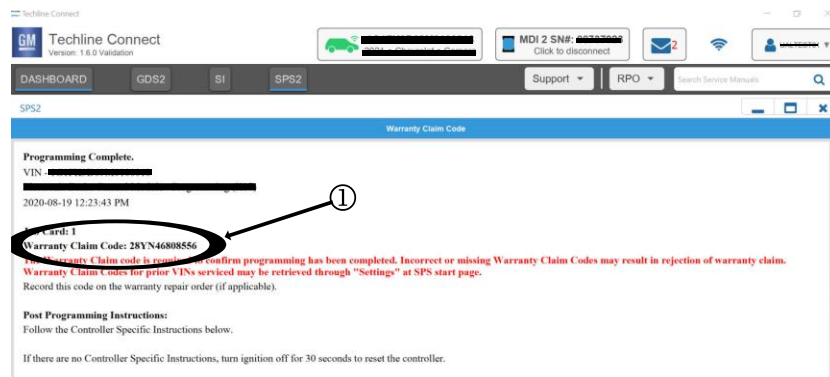 Techline Connect
GM
Techline Connect
Version: 1.6.0 Validation
MDI 2 SN#:
Click to disconnect
2
DASHBOARD GDS2 SI SPS2 Support RPO Search Service Manuals
SPS2
Warranty Claim Code
Programming Complete.
VIN -
2020-08-19 12:23:43 PM
1
Card: 1
Warranty Claim Code: 28YN46808556
The Warranty Claim code is required to confirm programming has been completed. Incorrect or missing Warranty Claim Codes may result in rejection of warranty claim.
Warranty Claim Codes for prior VINs serviced may be retrieved through "Settings" at SPS start page.
Record this code on the warranty repair order (if applicable).
Post Programming Instructions:
Follow the Controller Specific Instructions below.
If there are no Controller Specific Instructions, turn ignition off for 30 seconds to reset the controller.